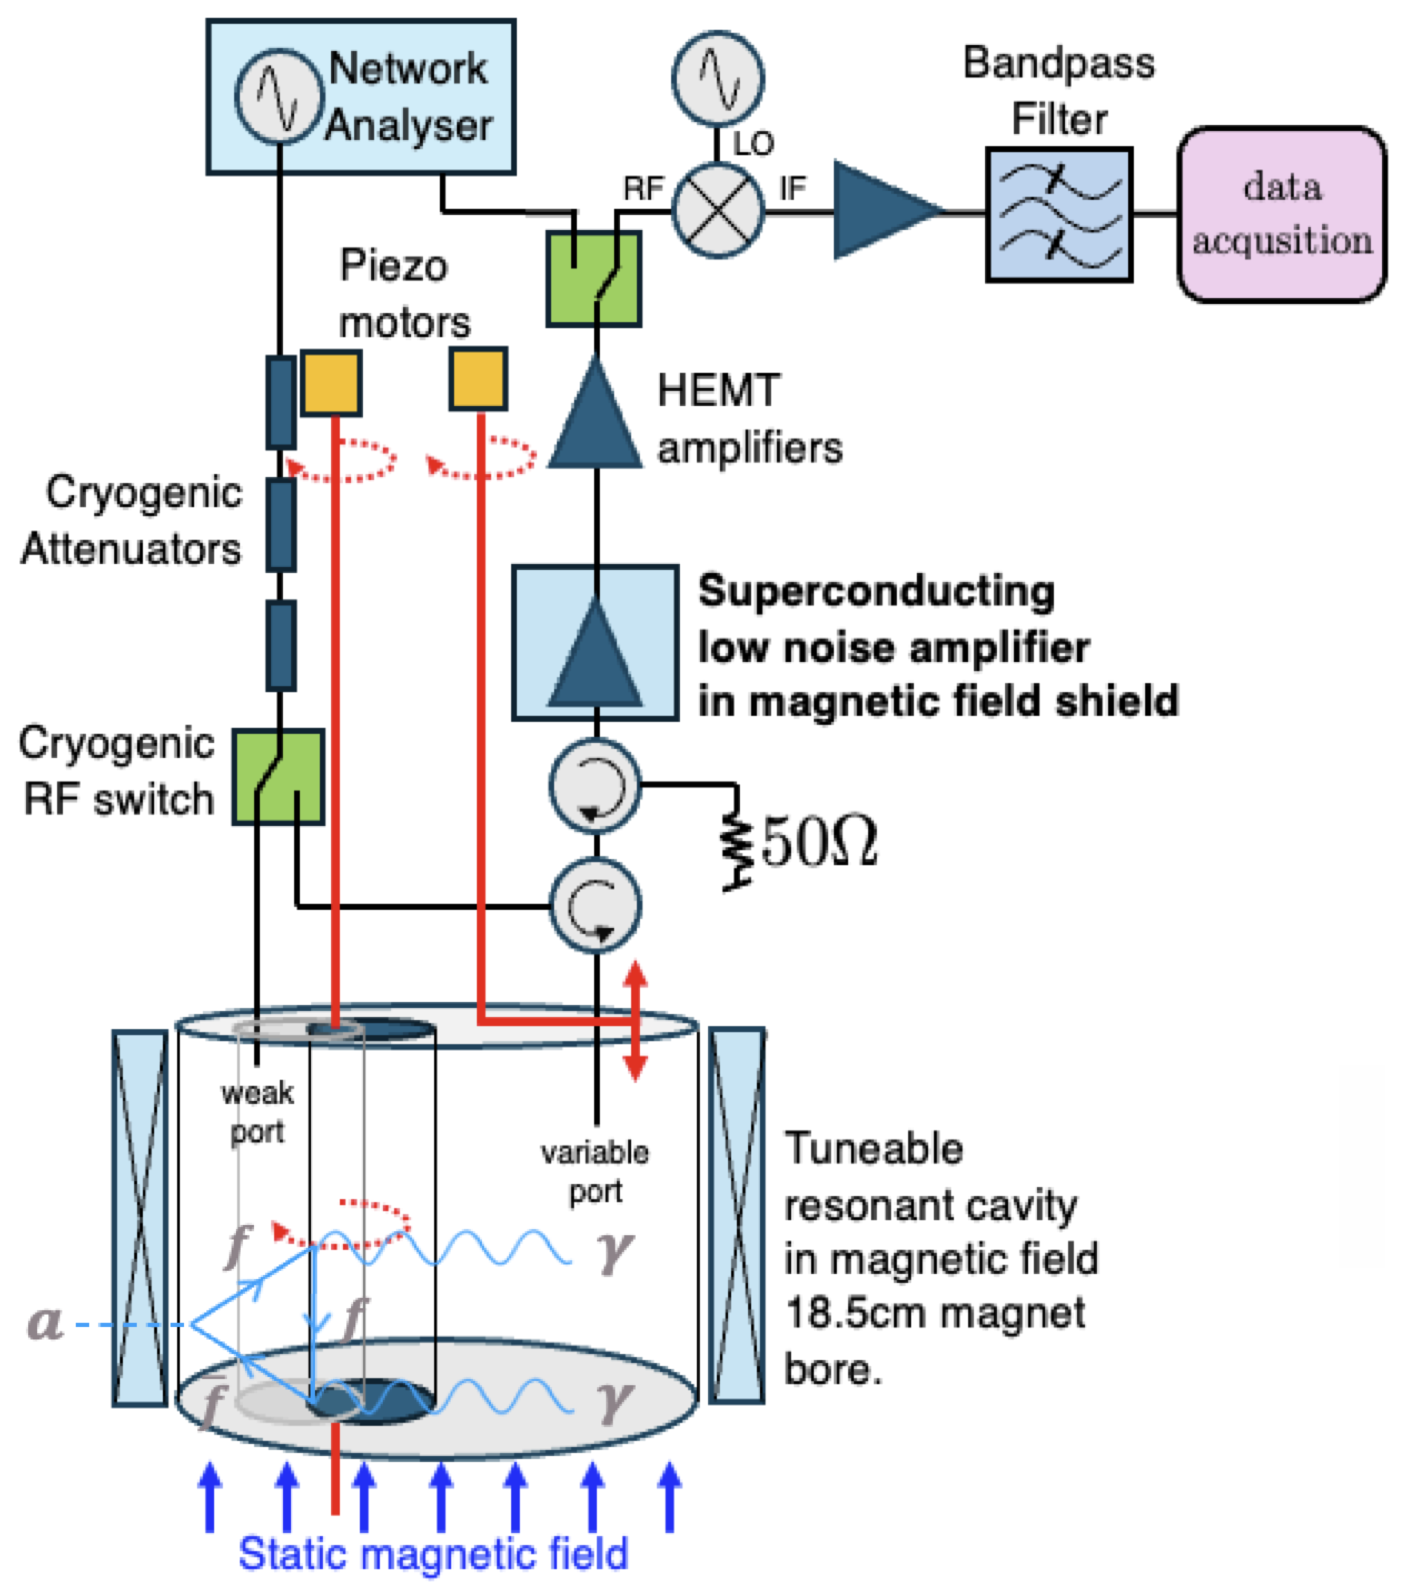 Network
Analyser
LO
RF
IF
Bandpass
Filter
data
acqusition
Piezo
motors
HEMT
amplifiers
Cryogenic
Attenuators
Superconducting
low noise amplifier
in magnetic field shield
Cryogenic
RF switch
50Ω
weak
port
variable
port
Tuneable
resonant cavity
in magnetic field
18.5cm magnet
bore.
f
γ
a
f
f̅
γ
Static magnetic field